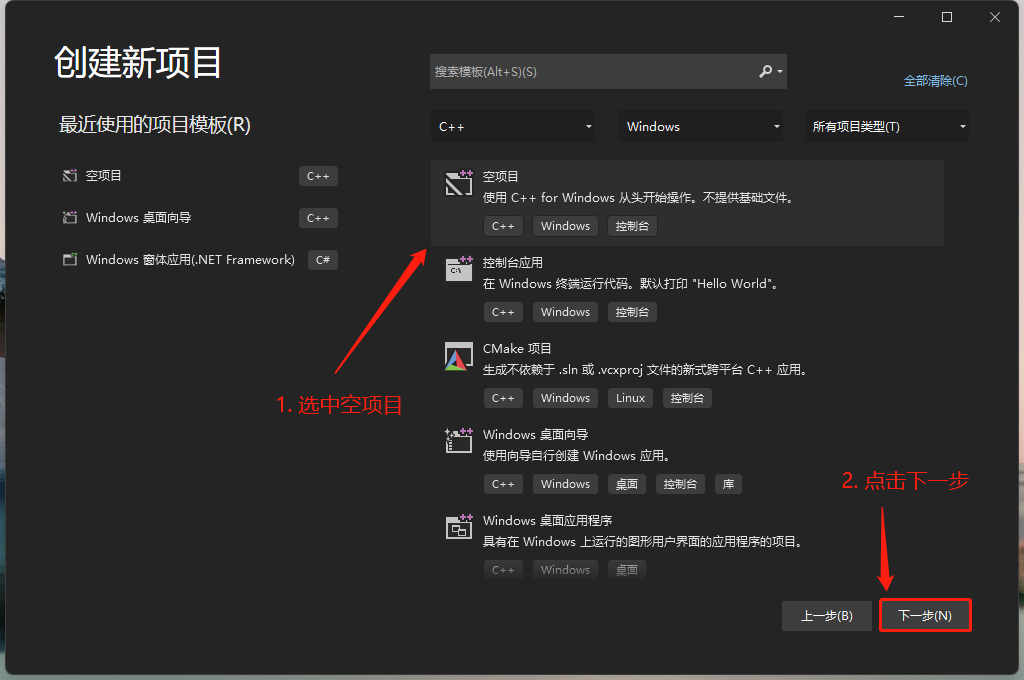 创建新项目
搜索模板(Alt+S)(S)
全部清除(C)
最近使用的项目模板(R)
C++
Windows
所有项目类型(T)
空项目
C++
Windows 桌面向导
C++
Windows 窗体应用(.NET Framework)
C#
空项目
使用 C++ for Windows 从头开始操作。不提供基础文件。
C++
Windows
控制台
控制台应用
在 Windows 终端运行代码。默认打印 "Hello World"。
C++
Windows
控制台
CMake 项目
生成不依赖于 .sln 或 .vcxproj 文件的新式跨平台 C++ 应用。
C++
Windows
Linux
控制台
Windows 桌面向导
使用向导自行创建 Windows 应用。
C++
Windows
桌面
控制台
库
Windows 桌面应用程序
具有在 Windows 上运行的图形用户界面的应用程序的项目。
C++
Windows
桌面
1. 选中空项目
2. 点击下一步
上一步(B)
下一步(N)